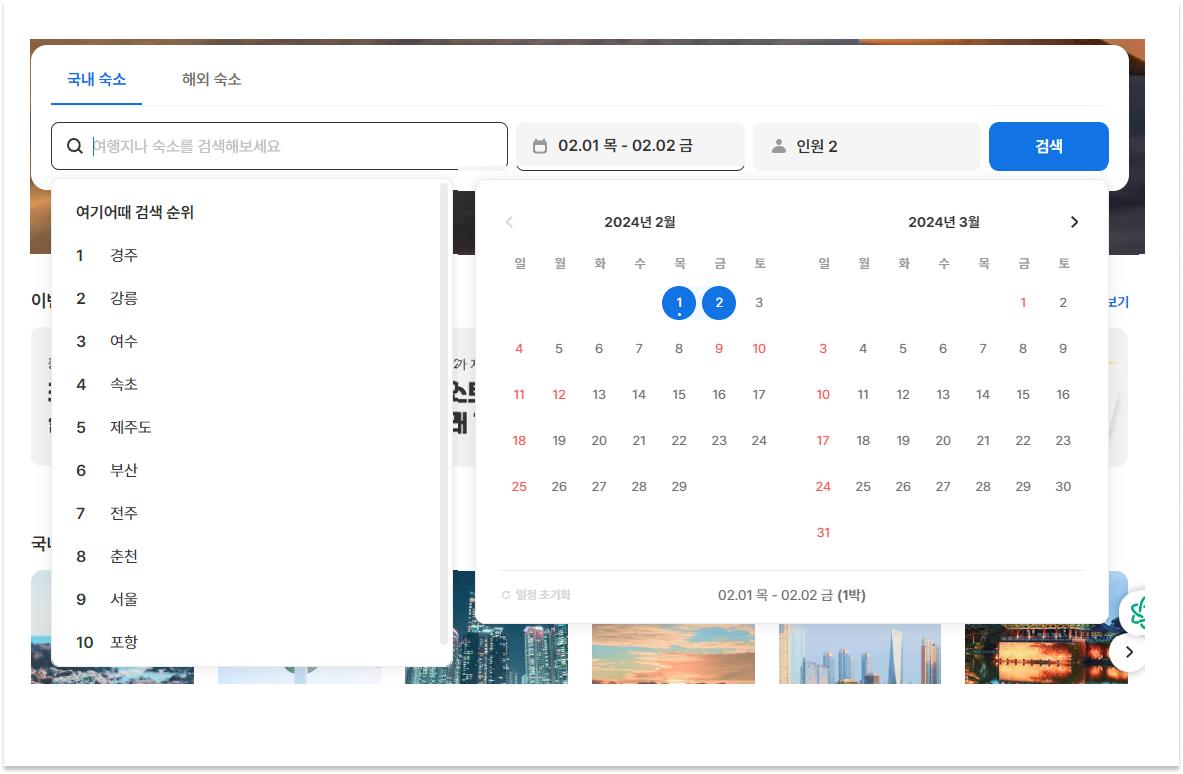 국내 숙소
해외 숙소
여행지나 숙소를 검색해보세요
02.01 목 - 02.02 금
인원 2
검색
여기어때 검색 순위
1 경주
2 강릉
3 여수
4 속초
5 제주도
6 부산
7 전주
8 춘천
9 서울
10 포항
2024년 2월
일 월 화 수 목 금 토
1 2 3
4 5 6 7 8 9 10
11 12 13 14 15 16 17
18 19 20 21 22 23 24
25 26 27 28 29
2024년 3월
일 월 화 수 목 금 토
1 2
3 4 5 6 7 8 9
10 11 12 13 14 15 16
17 18 19 20 21 22 23
24 25 26 27 28 29 30
31
일정 초기화
02.01 목 - 02.02 금 (1박)
보기